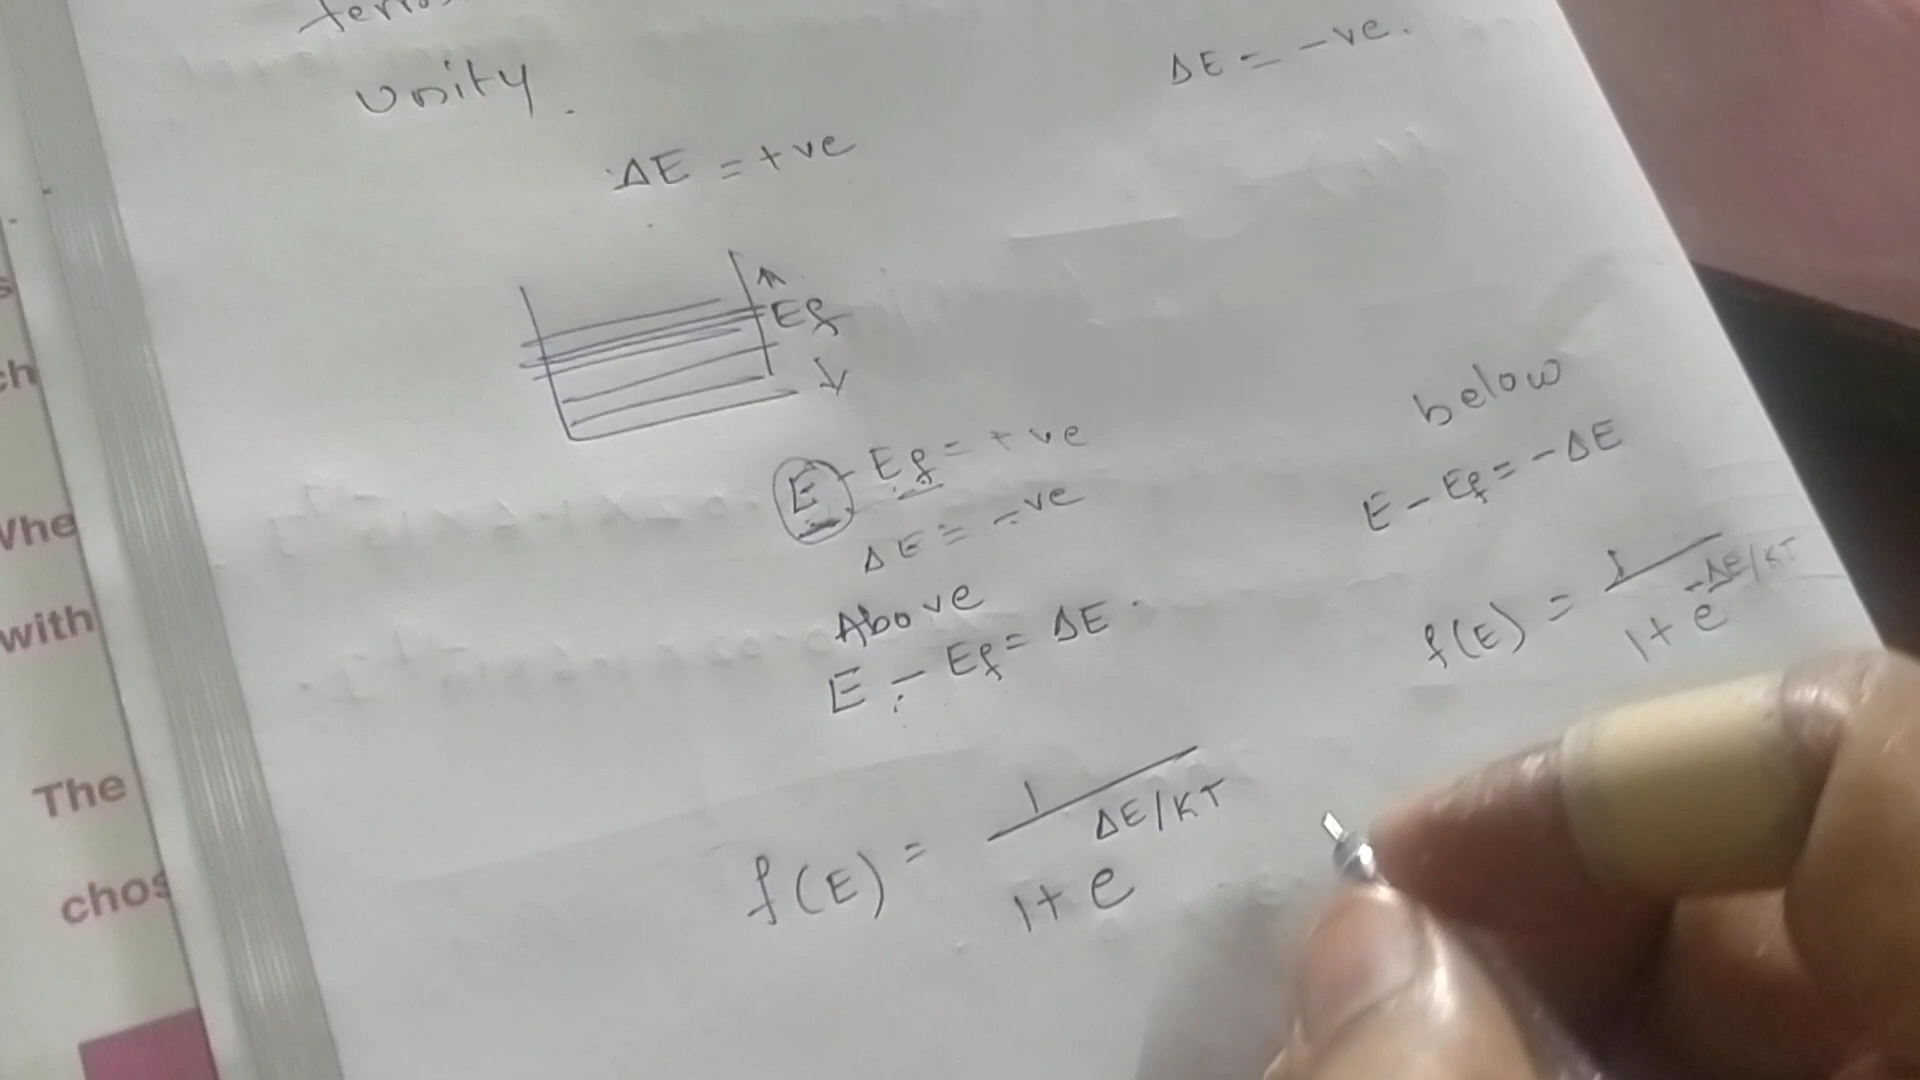 unity.
ΔE = -ve.
ΔE = +ve
Ef
E - Ef = +ve
ΔE = -ve
Above
E - Ef = ΔE.
f(E) = 1 / 1 + e^ΔE/KT
below
E - Ef = -ΔE
f(E) = 1 / 1 + e^-ΔE/KT
with
The